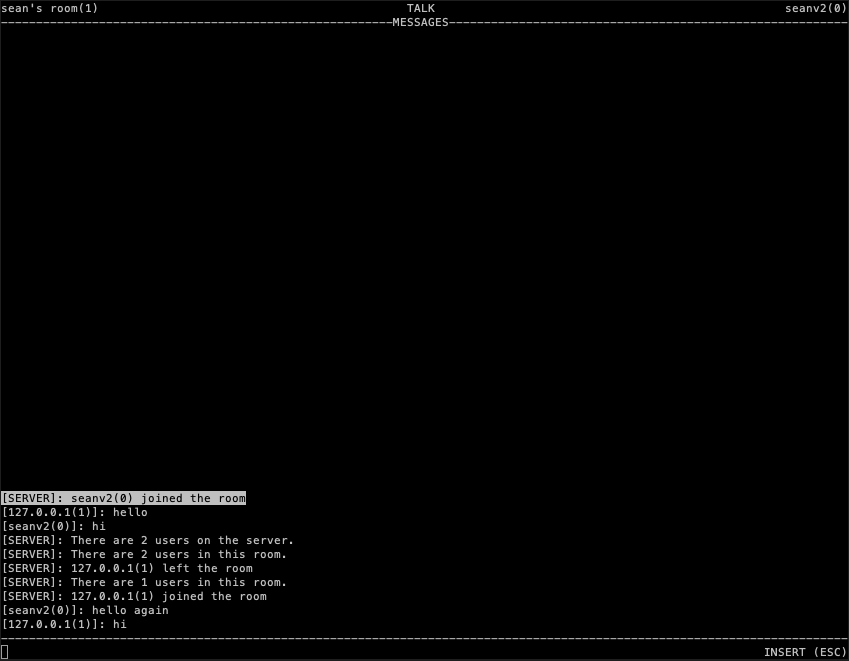 sean's room(1) TALK seanv2(0)
MESSAGES
[SERVER]: seanv2(0) joined the room
[127.0.0.1(1)]: hello
[seanv2(0)]: hi
[SERVER]: There are 2 users on the server.
[SERVER]: There are 2 users in this room.
[SERVER]: 127.0.0.1(1) left the room
[SERVER]: There are 1 users in this room.
[SERVER]: 127.0.0.1(1) joined the room
[seanv2(0)]: hello again
[127.0.0.1(1)]: hi
INSERT (ESC)